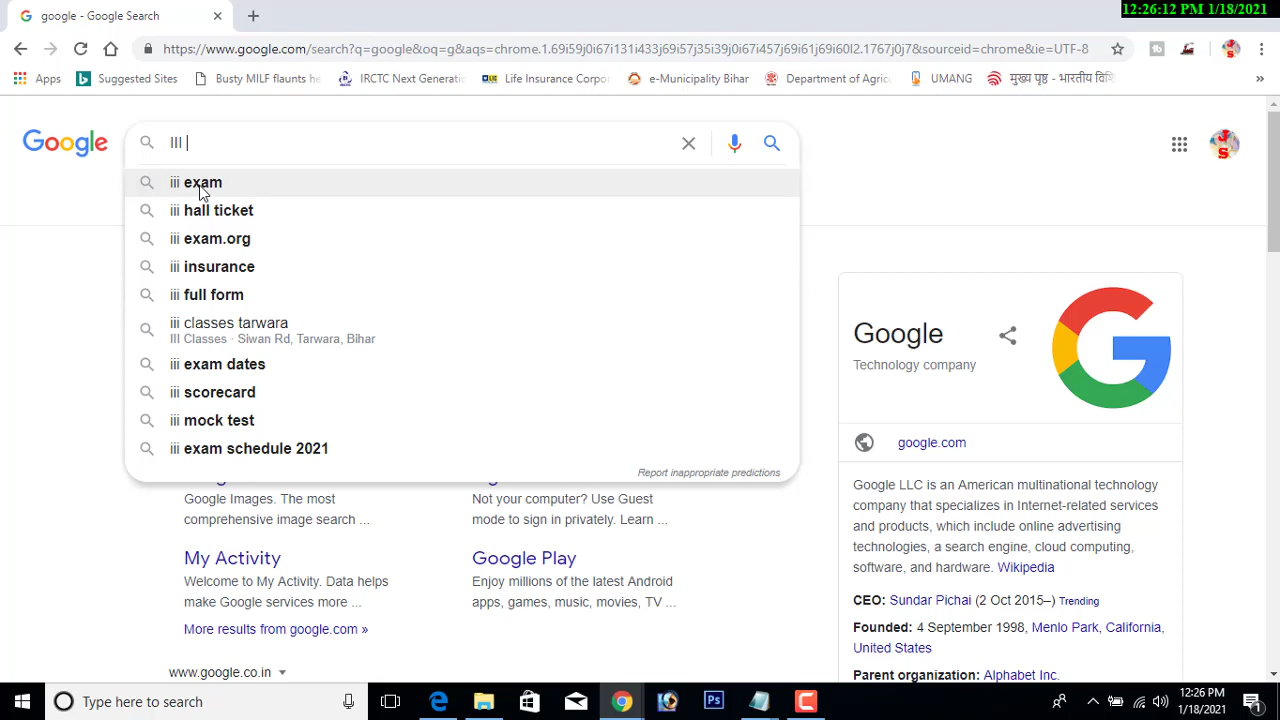 12:26:12 PM 1/18/2021
google - Google Search
https://www.google.com/search?q=google&oq=g&aqs=chrome.1.69i59j0i67i131i433j69i57j35i39j0i67i457j69i61j69i60l2.1767j0j7&sourceid=chrome&ie=UTF-8
Apps
Suggested Sites
Busty MILF flaunts he
IRCTC Next Generati
Life Insurance Corpor
e-Municipality Bihar
Department of Agric
UMANG
मुख्य पृष्ठ - भारतीय विशि
»
Google
III
iii exam
iii hall ticket
iii exam.org
iii insurance
iii full form
iii classes tarwara
III Classes · Siwan Rd, Tarwara, Bihar
iii exam dates
iii scorecard
iii mock test
iii exam schedule 2021
Report inappropriate predictions
J S
Google Images. The most
comprehensive image search ...
Not your computer? Use Guest
mode to sign in privately. Learn ...
My Activity
Welcome to My Activity. Data helps
make Google services more ...
Google Play
Enjoy millions of the latest Android
apps, games, music, movies, TV ...
More results from google.com »
www.google.co.in
Google
Technology company
google.com
Google LLC is an American multinational technology
company that specializes in Internet-related services
and products, which include online advertising
technologies, a search engine, cloud computing,
software, and hardware. Wikipedia
CEO: Sundar Pichai (2 Oct 2015–) Trending
Founded: 4 September 1998, Menlo Park, California,
United States
Parent organization: Alphabet Inc.
Type here to search
Ps
12:26 PM
1/18/2021
1